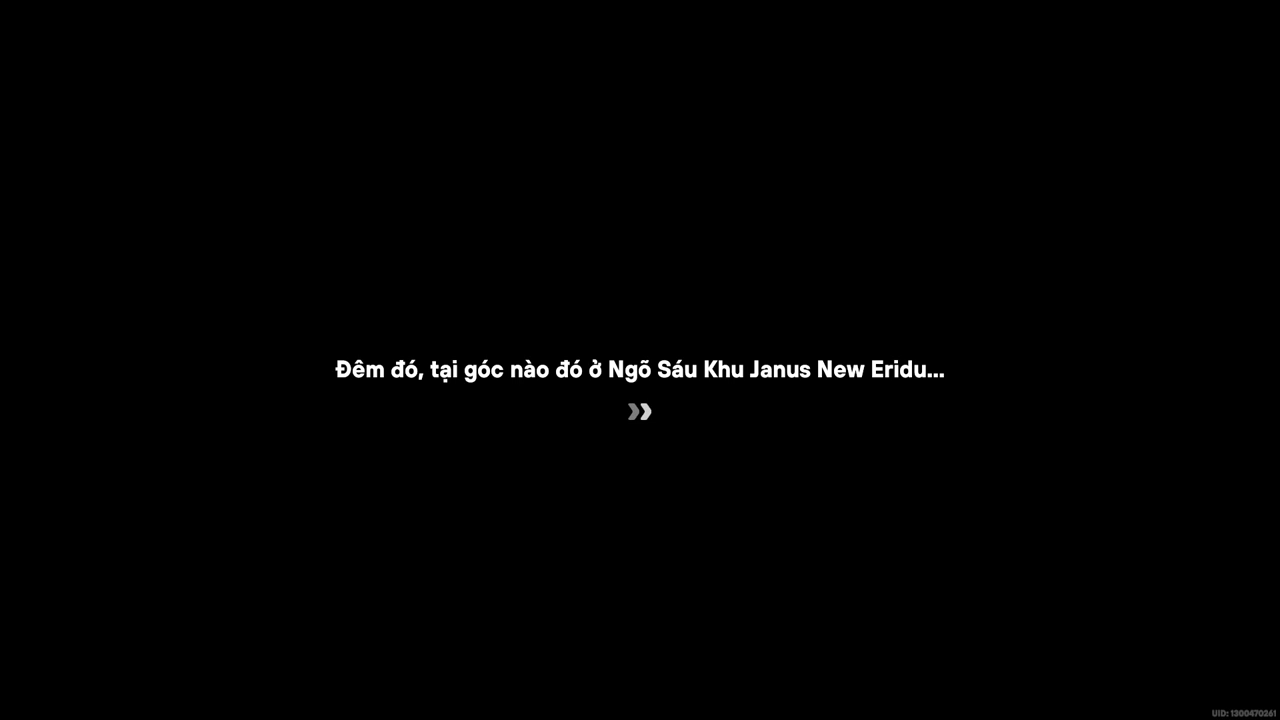 Đêm đó, tại góc nào đó ở Ngõ Sáu Khu Janus New Eridu...
UID: 1300470261